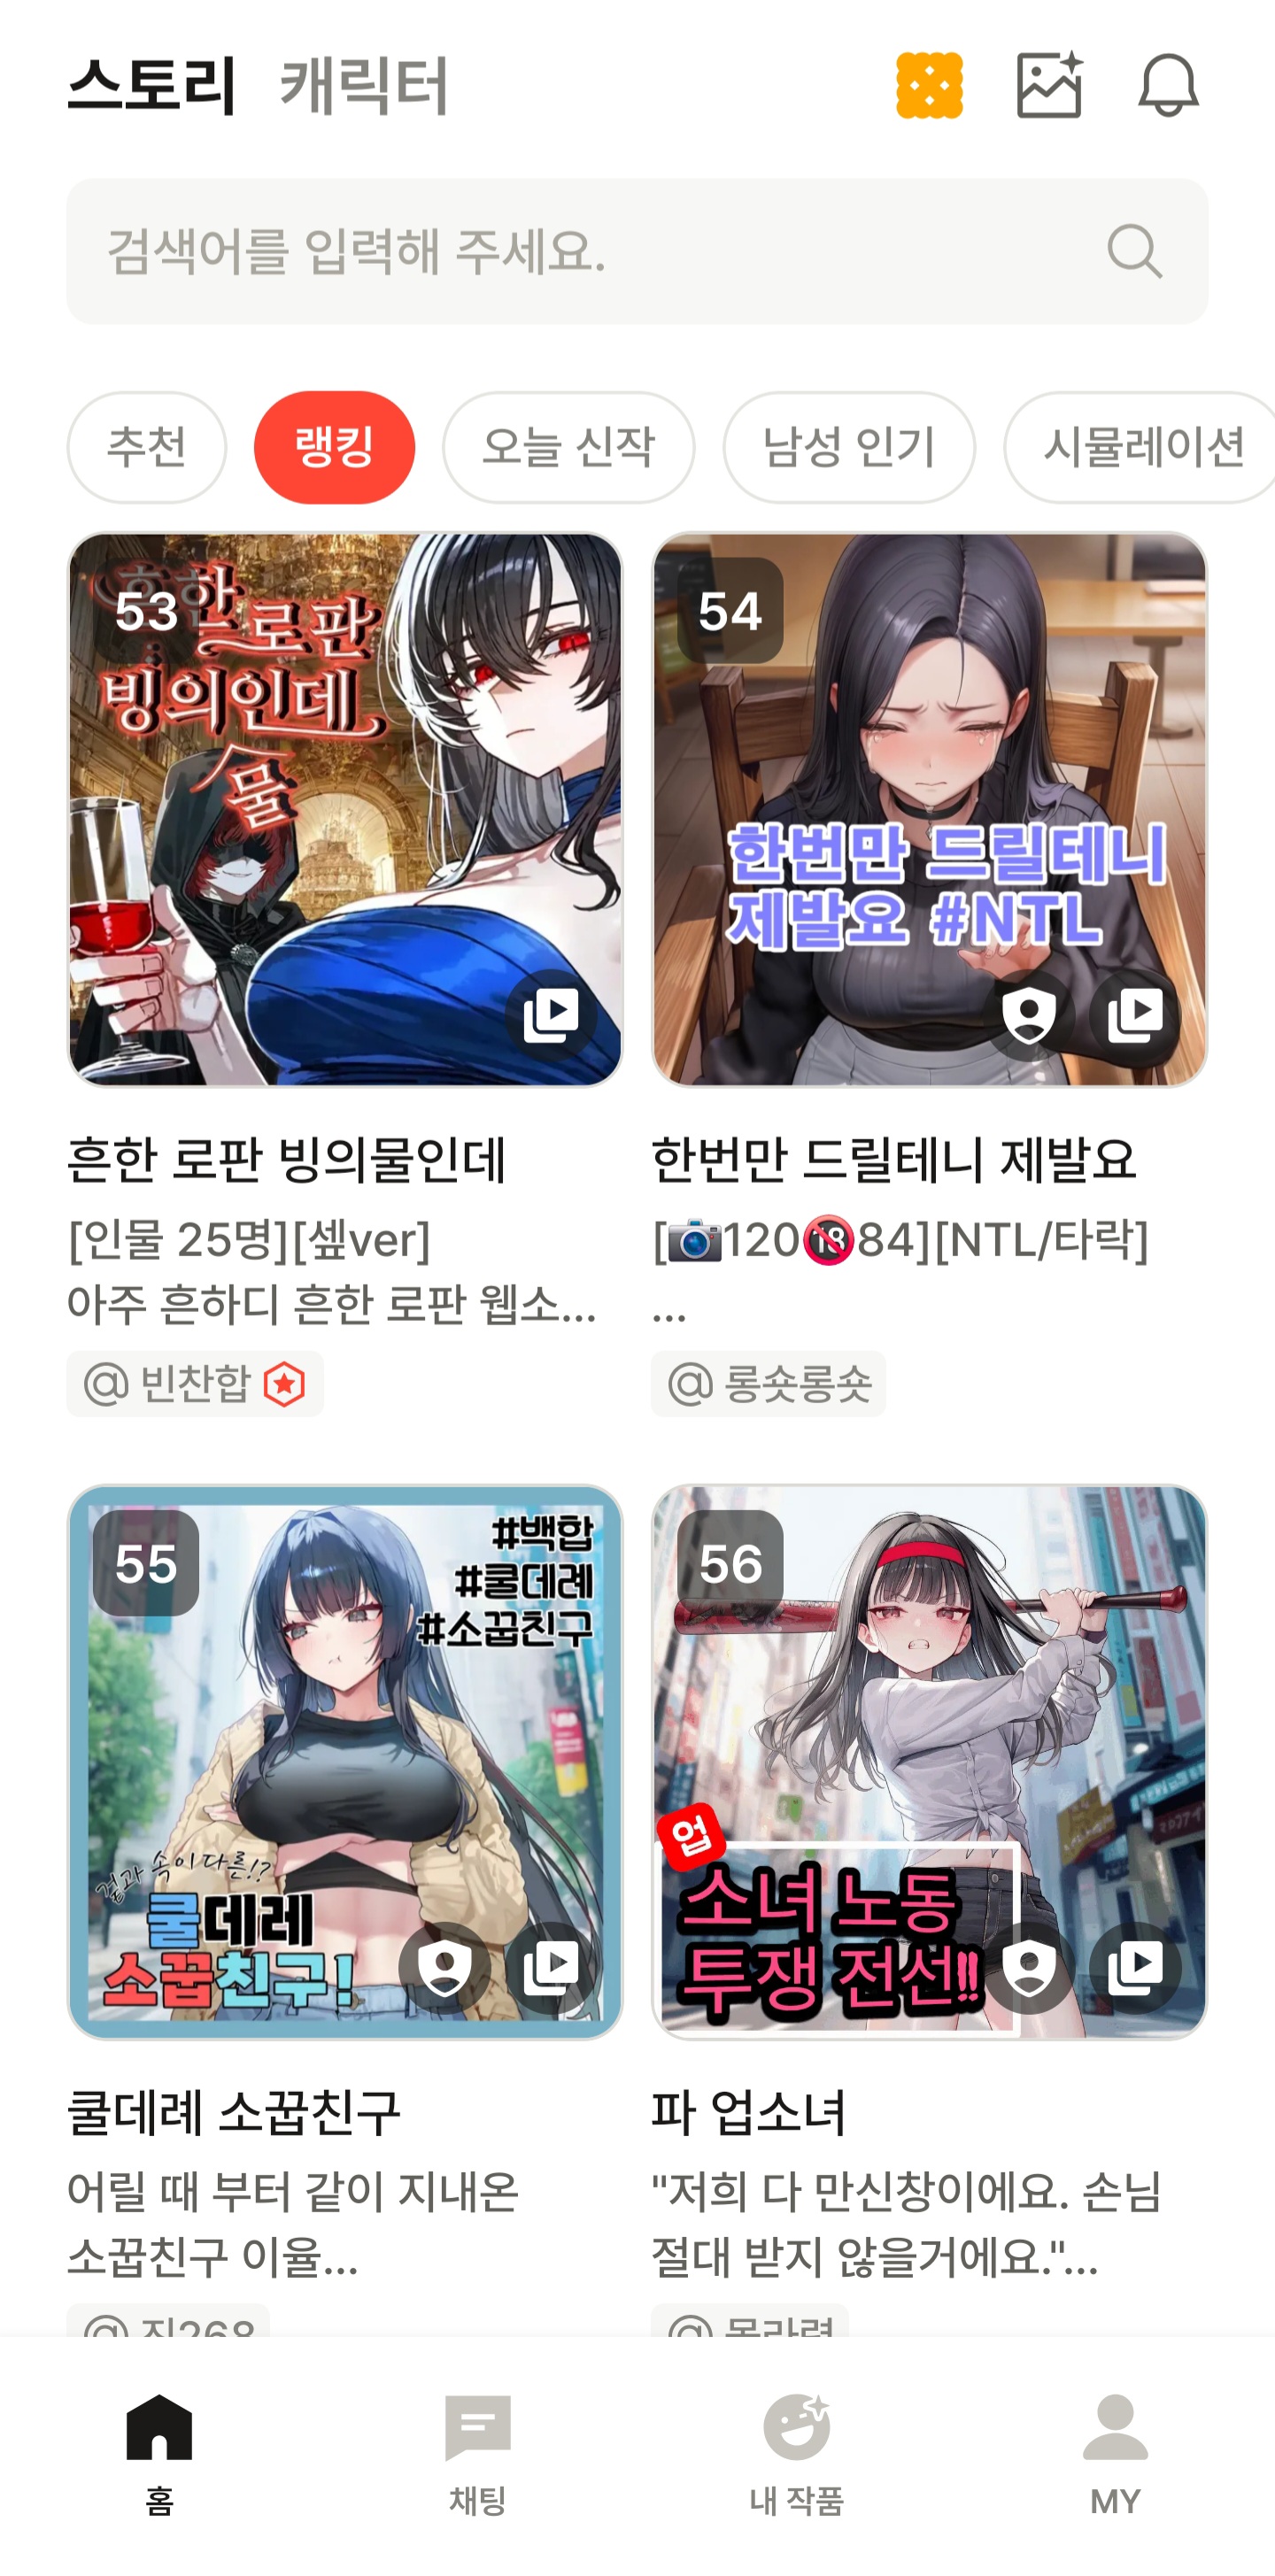 스토리 캐릭터
검색어를 입력해 주세요.
추천 랭킹 오늘 신작 남성 인기 시뮬레이션
53
흔한
로판
빙의인데
물
54
한번만 드릴테니
제발요 #NTL
흔한 로판 빙의물인데
[인물 25명][셒ver]
아주 흔하디 흔한 로판 웹소...
@ 빈찬합
한번만 드릴테니 제발요
[📷120🔞84][NTL/타락]
...
@ 롱숏롱숏
55
#백합
#쿨데레
#소꿉친구
겉과 속이 다른!?
쿨데레
소꿉친구!
56
업
소녀 노동
투쟁 전선!!
쿨데레 소꿉친구
어릴 때 부터 같이 지내온
소꿉친구 이율...
파 업소녀
"저희 다 만신창이에요. 손님
절대 받지 않을거에요."...
홈 채팅 내 작품 MY